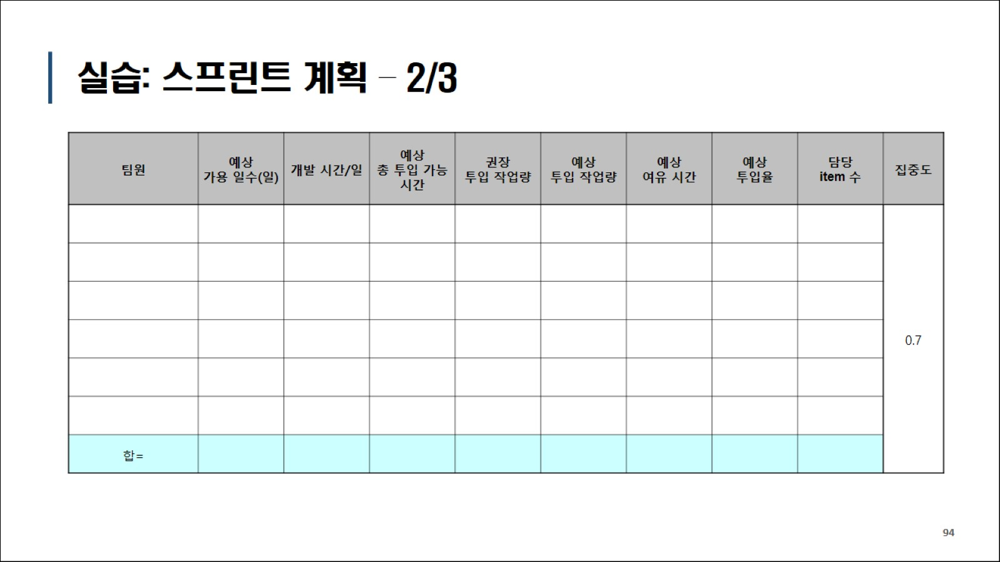 실습: 스프린트 계획 – 2/3
팀원
예상
가용 일수(일)
개발 시간/일
예상
총 투입 가능
시간
권장
투입 작업량
예상
투입 작업량
예상
여유 시간
예상
투입율
담당
item 수
집중도
0.7
합=
94